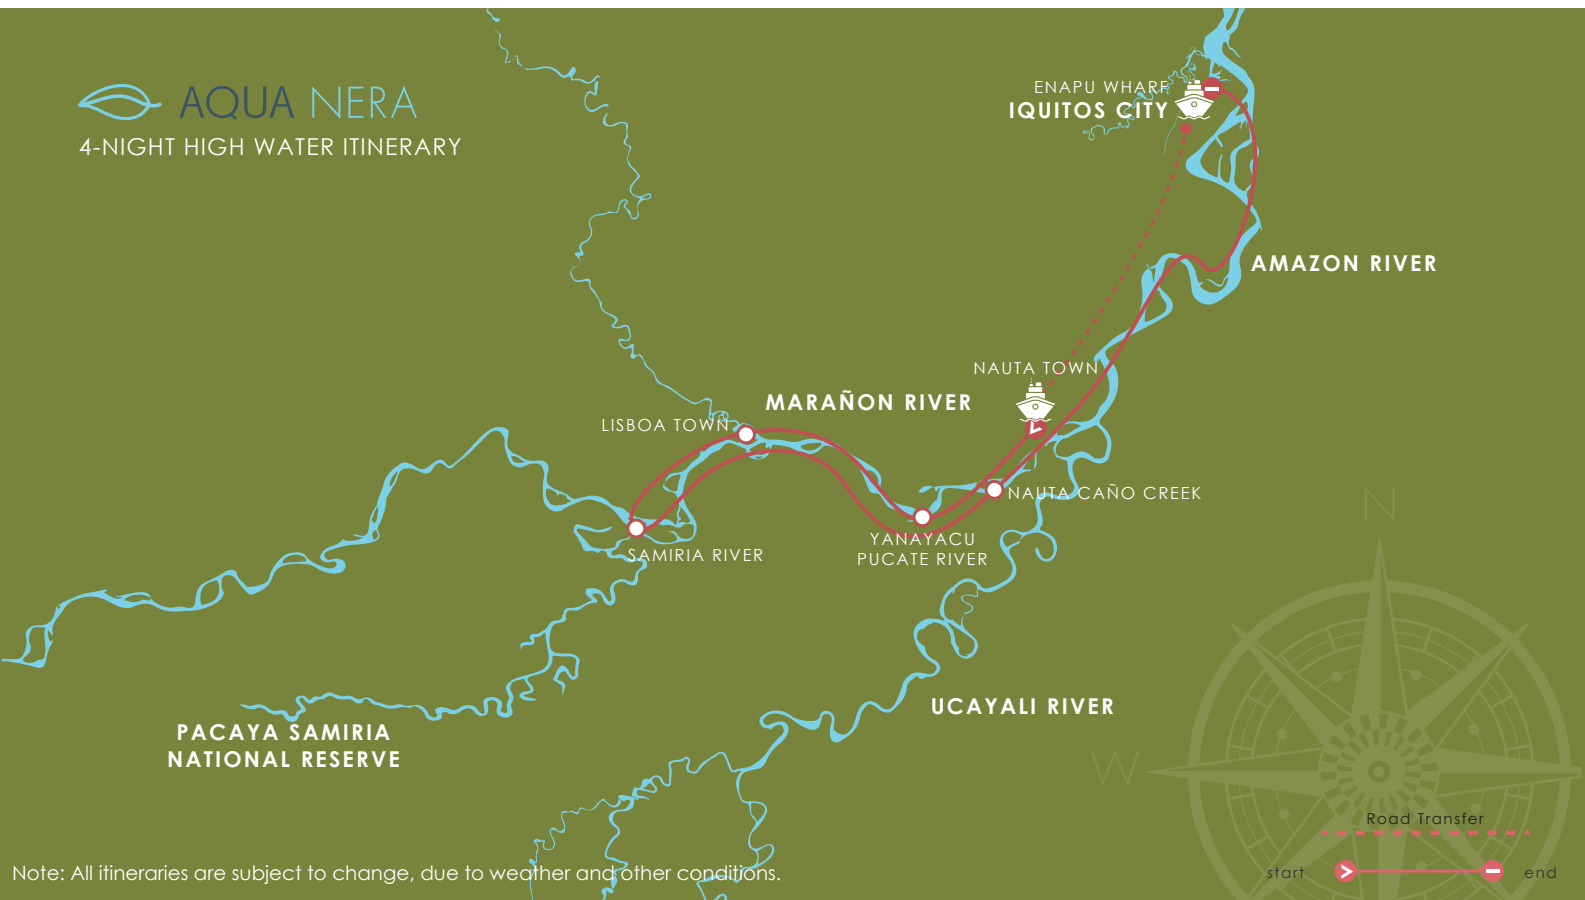 AQUA NERA
4-NIGHT HIGH WATER ITINERARY
ENAPU WHARF
IQUITOS CITY
AMAZON RIVER
NAUTA TOWN
MARAÑON RIVER
LISBOA TOWN
NAUTA CAÑO CREEK
N
YANAYACU
PUCATE RIVER
SAMIRIA RIVER
UCAYALI RIVER
PACAYA SAMIRIA
NATIONAL RESERVE
W
Road Transfer
Note: All itineraries are subject to change, due to weather and other conditions.
start
end